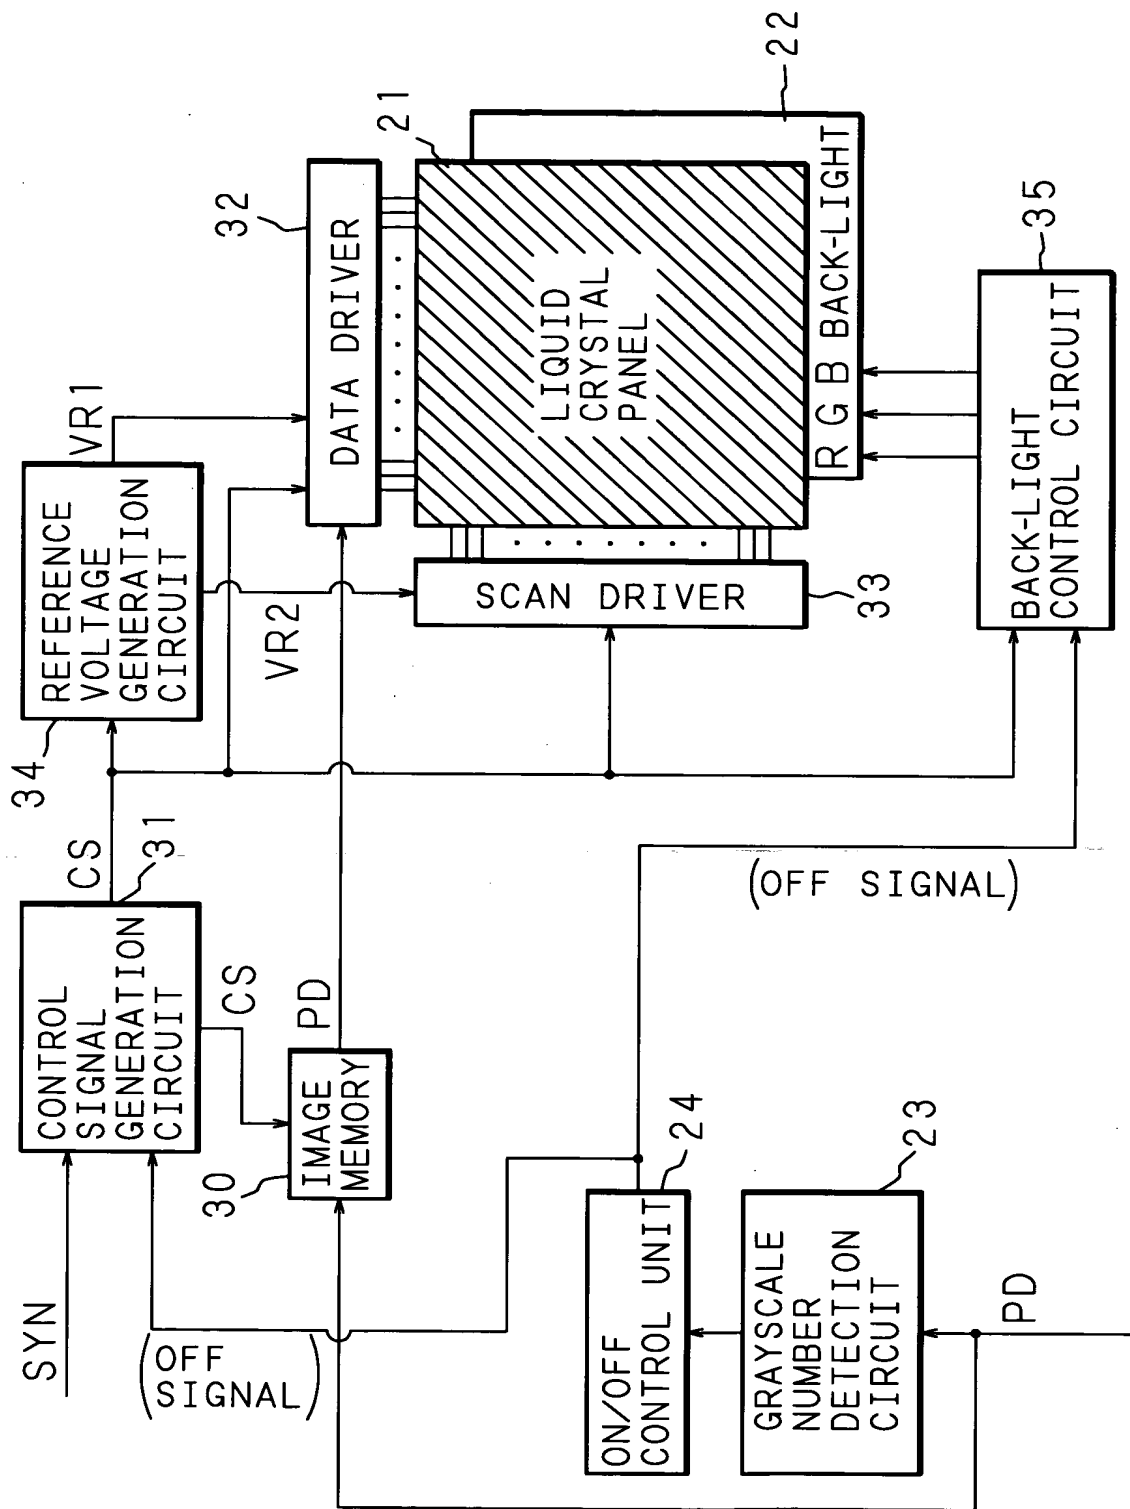 SYN
CONTROL
SIGNAL
GENERATION
CIRCUIT
31
CS
CS
34
REFERENCE
VOLTAGE
GENERATION
CIRCUIT
VR1
VR2
(OFF
SIGNAL)
30
IMAGE
MEMORY
PD
32
DATA DRIVER
21
LIQUID
CRYSTAL
PANEL
SCAN DRIVER
33
22
R G B BACK-LIGHT
ON/OFF
CONTROL UNIT
24
(OFF SIGNAL)
GRAYSCALE
NUMBER
DETECTION
CIRCUIT
23
PD
BACK-LIGHT
CONTROL CIRCUIT
35